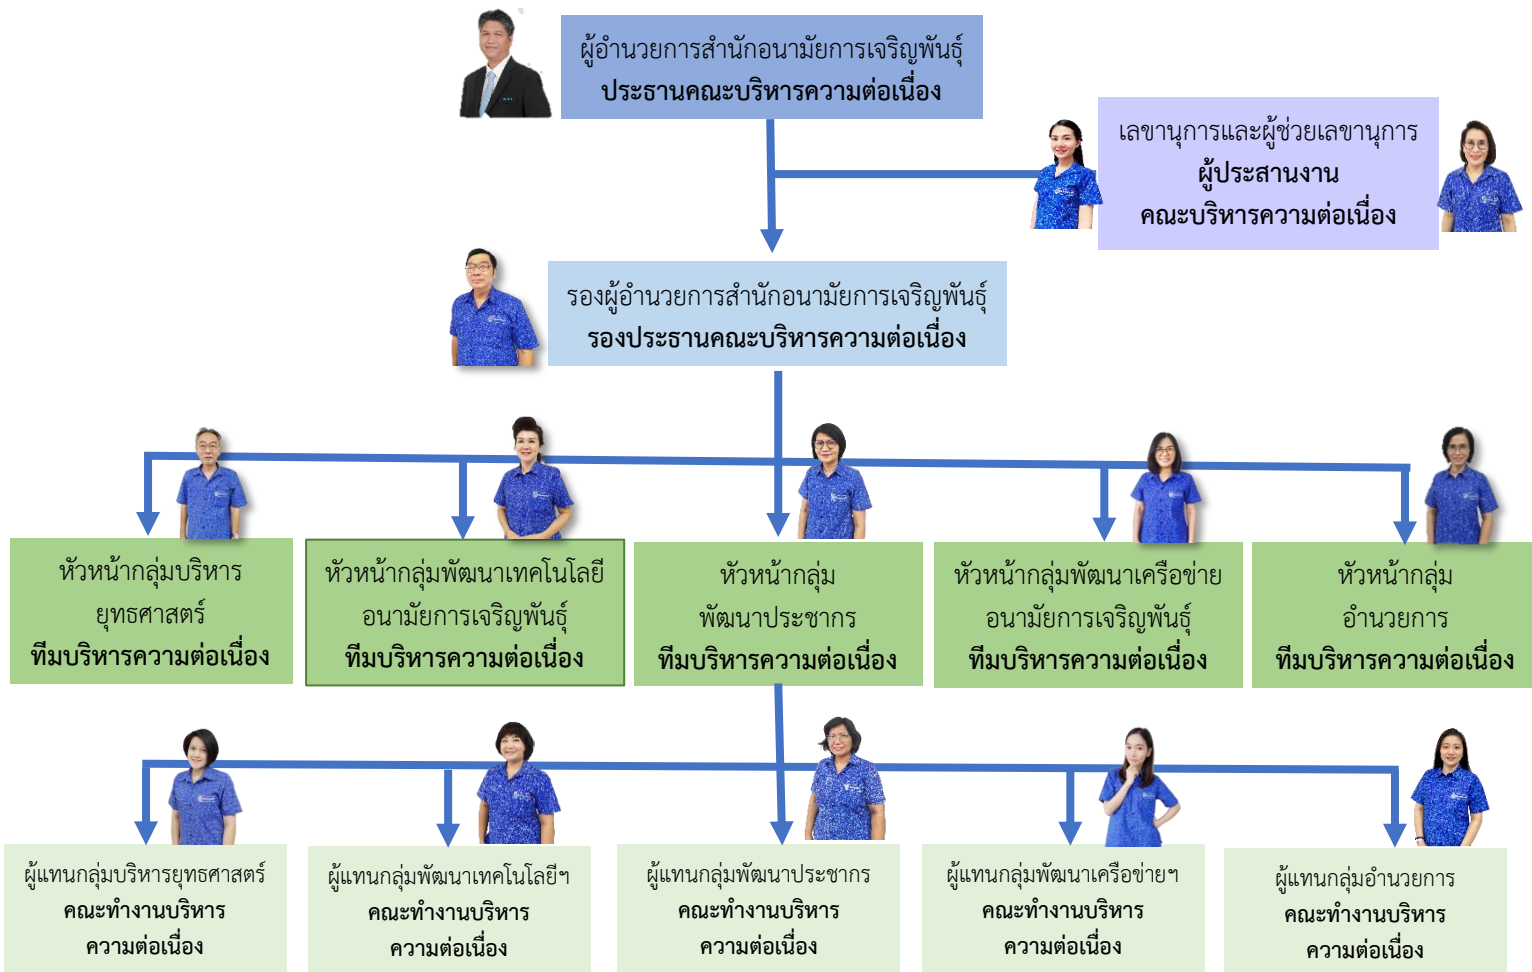 ผู้อำนวยการสำนักอนามัยการเจริญพันธุ์
ประธานคณะบริหารความต่อเนื่อง
เลขานุการและผู้ช่วยเลขานุการ
ผู้ประสานงาน
คณะบริหารความต่อเนื่อง
รองผู้อำนวยการสำนักอนามัยการเจริญพันธุ์
รองประธานคณะบริหารความต่อเนื่อง
หัวหน้ากลุ่มบริหาร
ยุทธศาสตร์
ทีมบริหารความต่อเนื่อง
หัวหน้ากลุ่มพัฒนาเทคโนโลยี
อนามัยการเจริญพันธุ์
ทีมบริหารความต่อเนื่อง
หัวหน้ากลุ่ม
พัฒนาประชากร
ทีมบริหารความต่อเนื่อง
หัวหน้ากลุ่มพัฒนาเครือข่าย
อนามัยการเจริญพันธุ์
ทีมบริหารความต่อเนื่อง
หัวหน้ากลุ่ม
อำนวยการ
ทีมบริหารความต่อเนื่อง
ผู้แทนกลุ่มบริหารยุทธศาสตร์
คณะทำงานบริหาร
ความต่อเนื่อง
ผู้แทนกลุ่มพัฒนาเทคโนโลยีฯ
คณะทำงานบริหาร
ความต่อเนื่อง
ผู้แทนกลุ่มพัฒนาประชากร
คณะทำงานบริหาร
ความต่อเนื่อง
ผู้แทนกลุ่มพัฒนาเครือข่ายฯ
คณะทำงานบริหาร
ความต่อเนื่อง
ผู้แทนกลุ่มอำนวยการ
คณะทำงานบริหาร
ความต่อเนื่อง